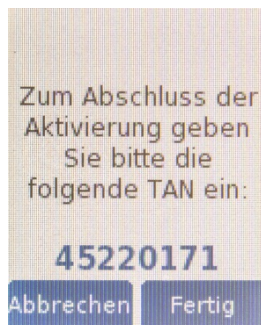 Zum Abschluss der
Aktivierung geben
Sie bitte die
folgende TAN ein:
45220171
Abbrechen Fertig